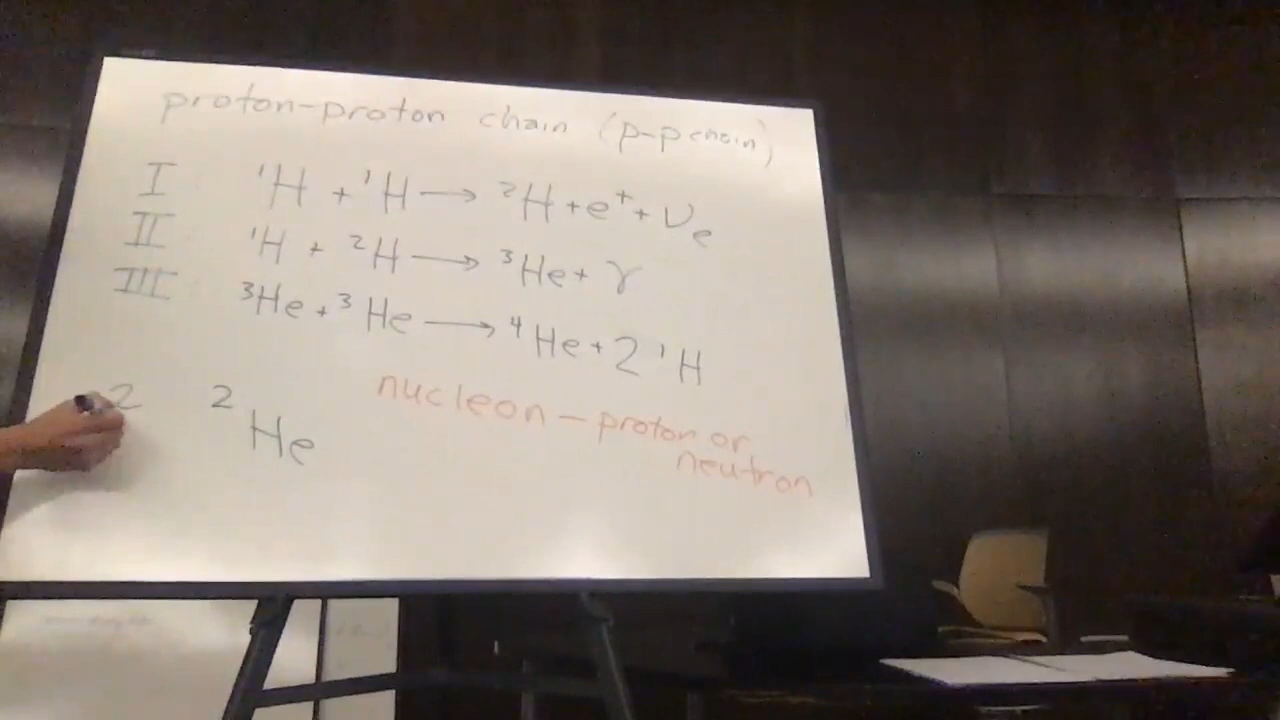 proton-proton chain (p-p chain)
I ¹H + ¹H → ²H + e⁺ + νₑ
II ¹H + ²H → ³He + γ
III ³He + ³He → ⁴He + 2 ¹H
nucleon – proton or
neutron
2 ²He